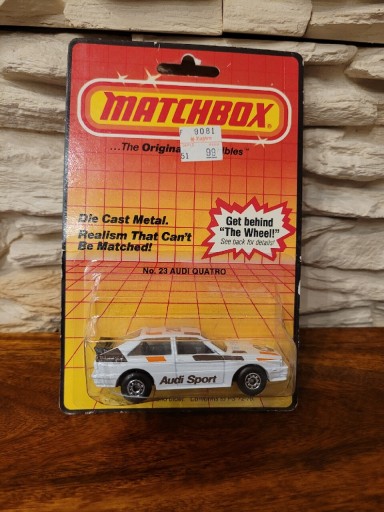 MATCHBOX
9081
...The Original
51 99
Die Cast Metal.
Realism That Can't
Be Matched!
Get behind
"The Wheel!"
See back for details!
No. 23 AUDI QUATRO
Audi Sport